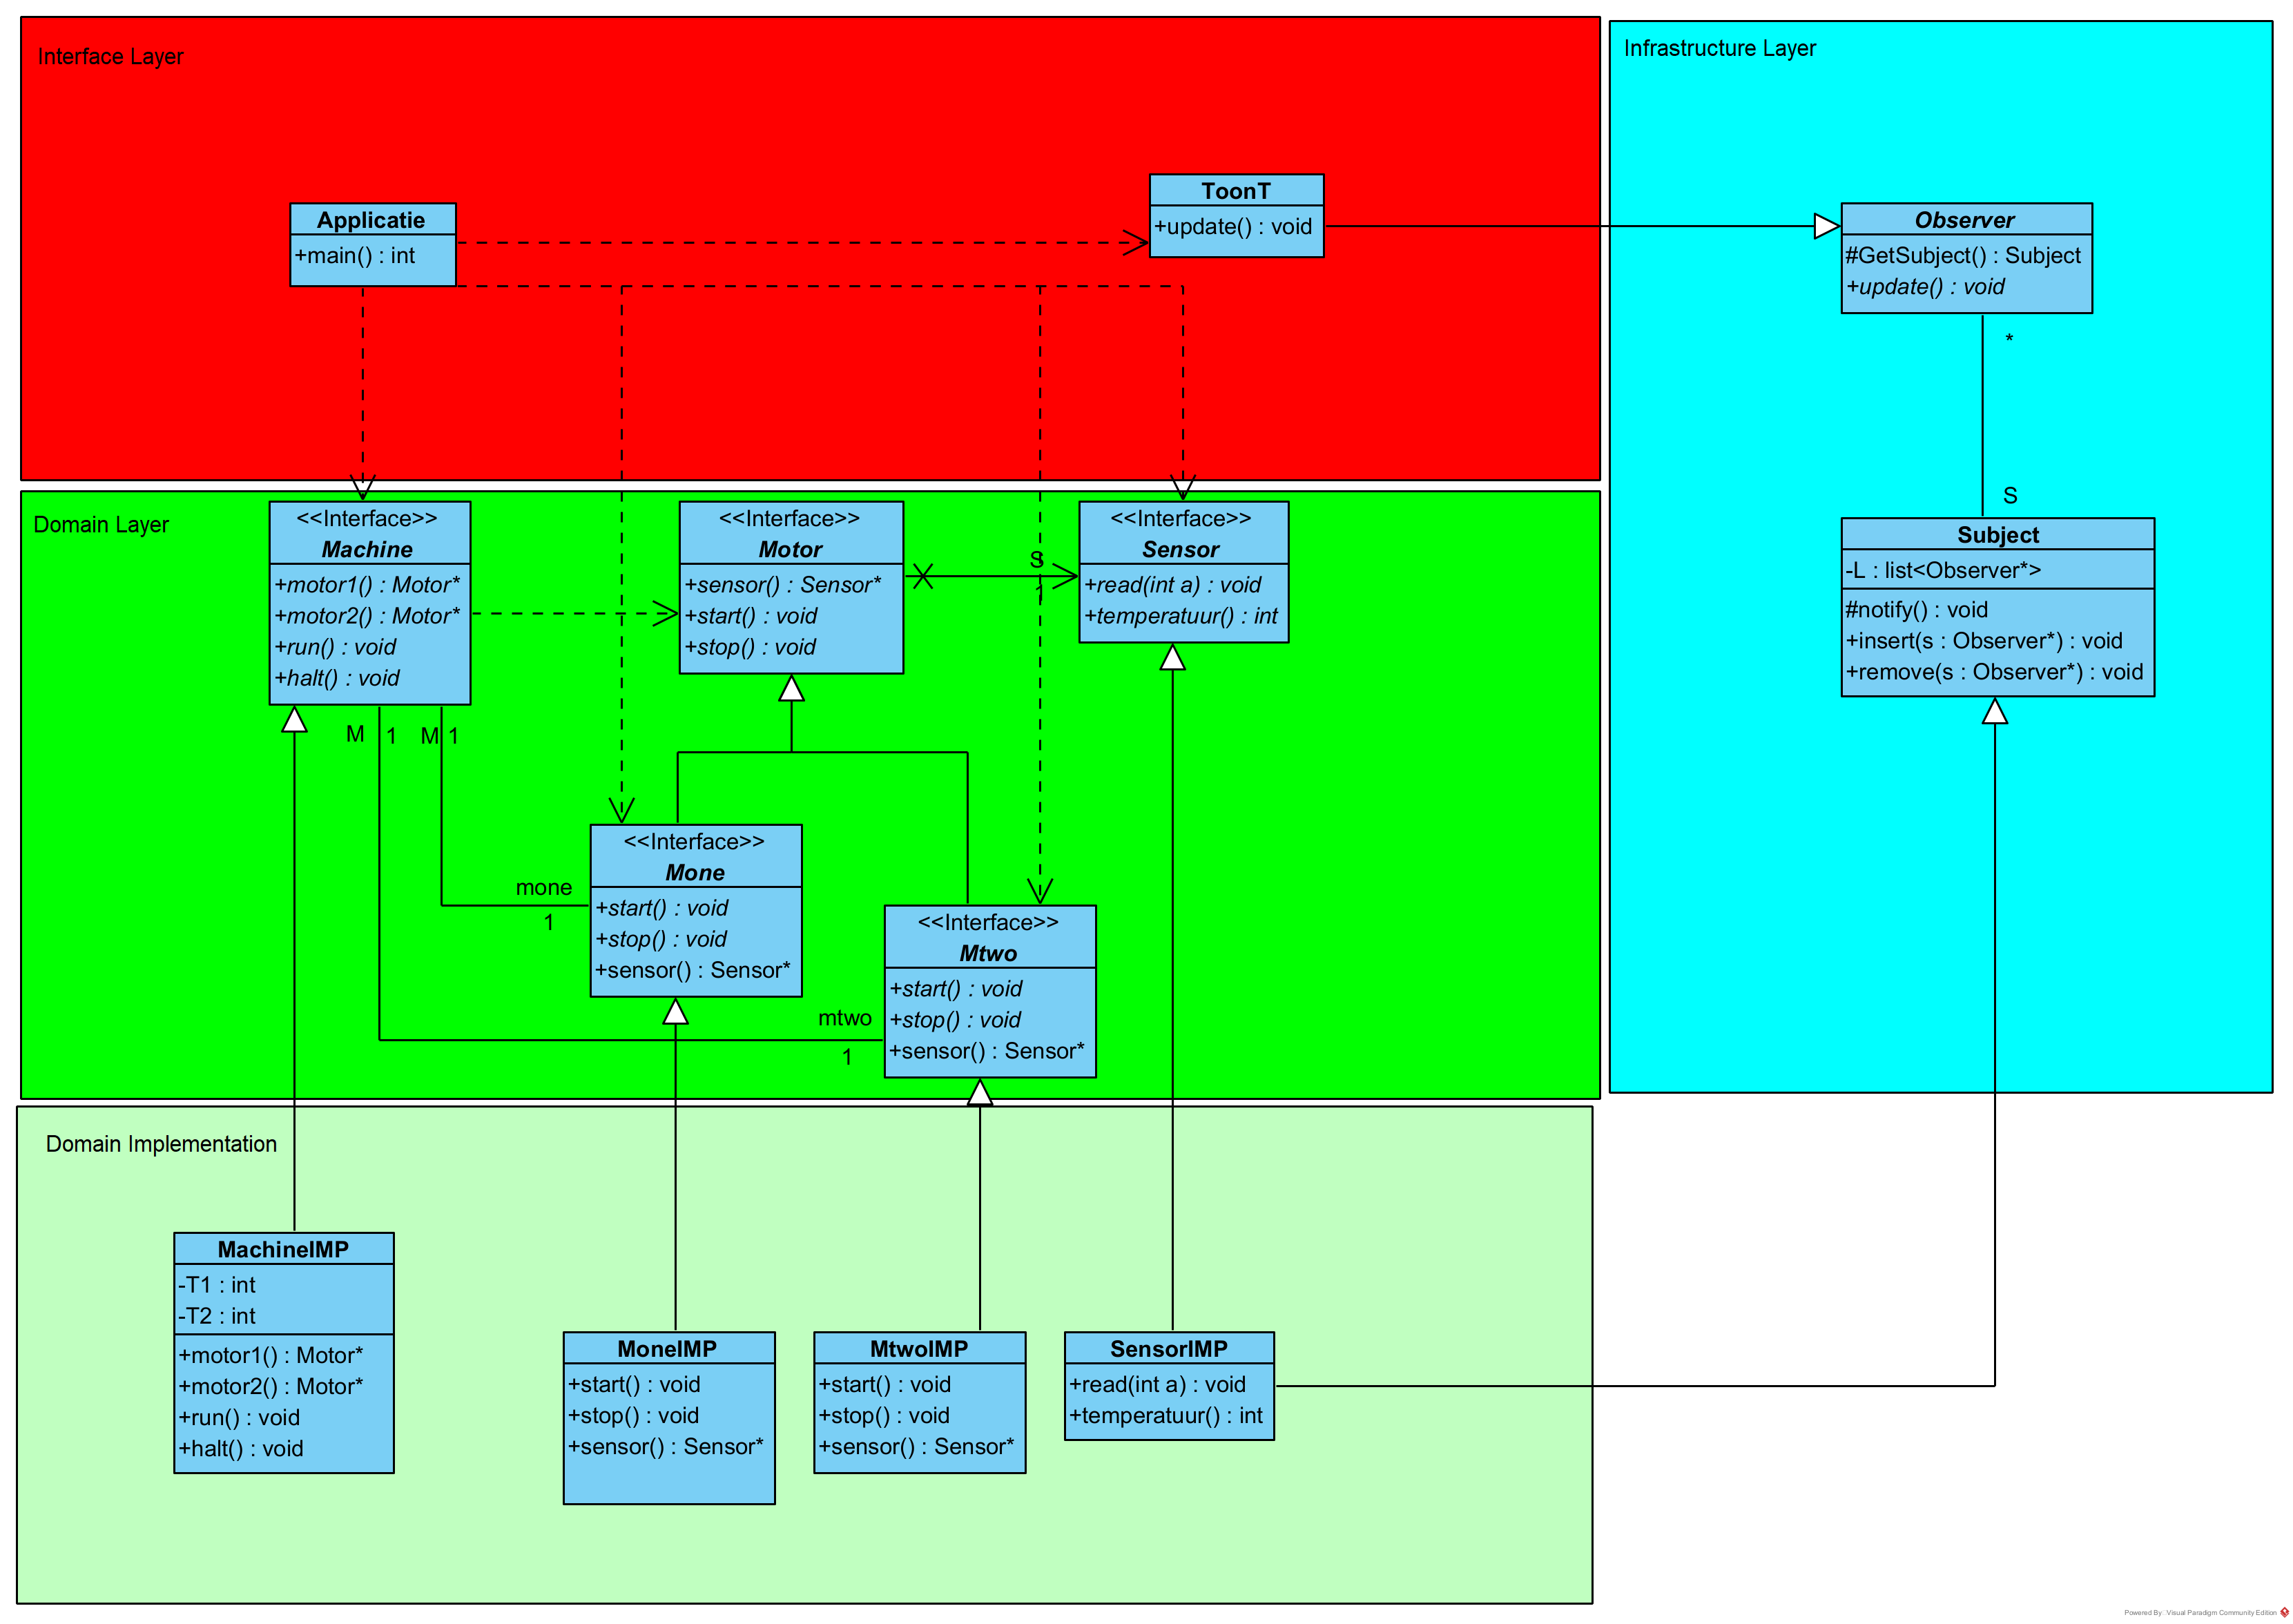 Interface Layer
Infrastructure Layer
Applicatie
+main() : int
ToonT
+update() : void
Observer
#GetSubject() : Subject
+update() : void
*
S
Subject
-L : list<Observer*>
#notify() : void
+insert(s : Observer*) : void
+remove(s : Observer*) : void
Domain Layer
<<Interface>>
Machine
+motor1() : Motor*
+motor2() : Motor*
+run() : void
+halt() : void
<<Interface>>
Motor
+sensor() : Sensor*
+start() : void
+stop() : void
S
1
<<Interface>>
Sensor
+read(int a) : void
+temperatuur() : int
M
1
M
1
mone
1
<<Interface>>
Mone
+start() : void
+stop() : void
+sensor() : Sensor*
mtwo
1
<<Interface>>
Mtwo
+start() : void
+stop() : void
+sensor() : Sensor*
Domain Implementation
MachineIMP
-T1 : int
-T2 : int
+motor1() : Motor*
+motor2() : Motor*
+run() : void
+halt() : void
MoneIMP
+start() : void
+stop() : void
+sensor() : Sensor*
MtwoIMP
+start() : void
+stop() : void
+sensor() : Sensor*
SensorIMP
+read(int a) : void
+temperatuur() : int
Powered By Visual Paradigm Community Edition